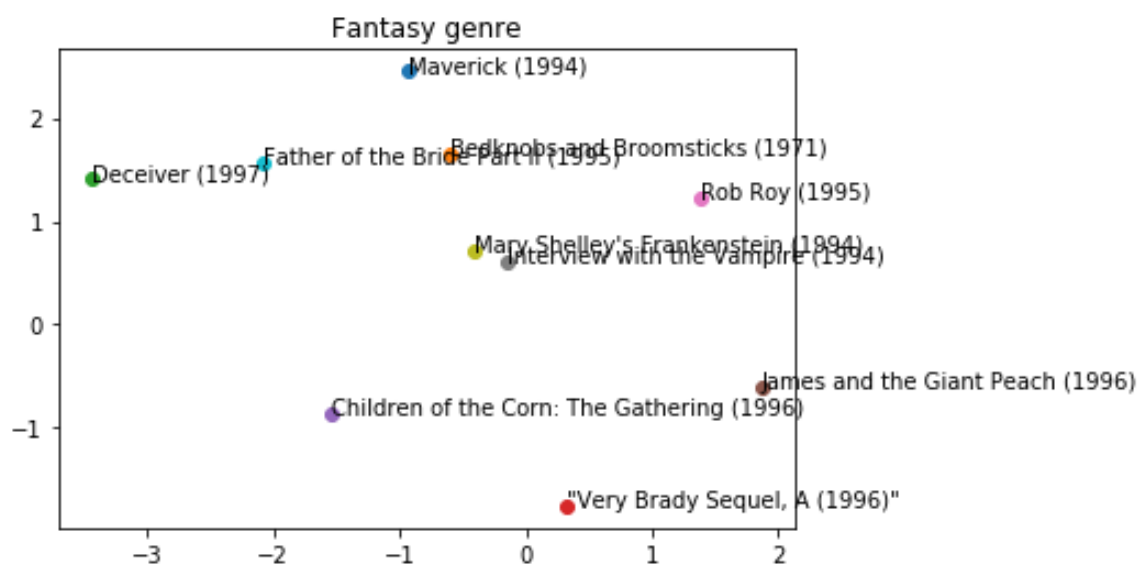 Fantasy genre
Maverick (1994)
Bedknobs and Broomsticks (1971)
Father of the Bride Part II (1995)
Deceiver (1997)
Rob Roy (1995)
Mary Shelley's Frankenstein (1994)
Interview with the Vampire (1994)
James and the Giant Peach (1996)
Children of the Corn: The Gathering (1996)
"Very Brady Sequel, A (1996)"
2
1
0
−1
−3
−2
−1
0
1
2